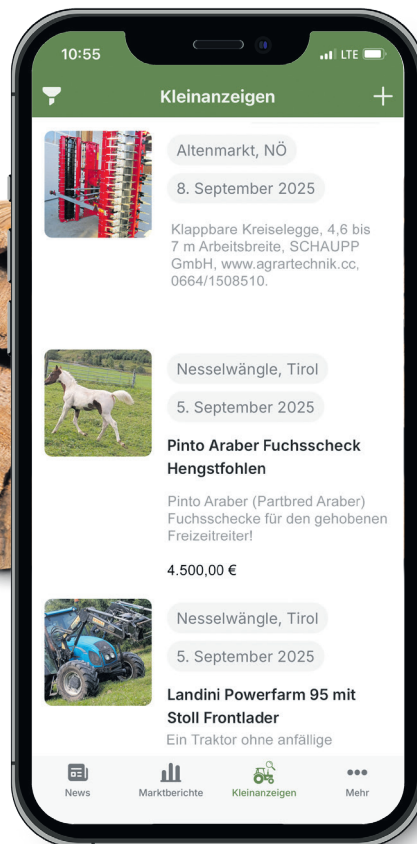 10:55
LTE
Kleinanzeigen
Altenmarkt, NÖ
8. September 2025
Klappbare Kreiselegge, 4,6 bis
7 m Arbeitsbreite, SCHAUPP
GmbH, www.agrartechnik.cc,
0664/1508510.
Nesselwängle, Tirol
5. September 2025
Pinto Araber Fuchsscheck
Hengstfohlen
Pinto Araber (Partbred Araber)
Fuchsschecke für den gehobenen
Freizeitreiter!
4.500,00 €
Nesselwängle, Tirol
5. September 2025
Landini Powerfarm 95 mit
Stoll Frontlader
Ein Traktor ohne anfällige
News
Marktberichte
Kleinanzeigen
Mehr